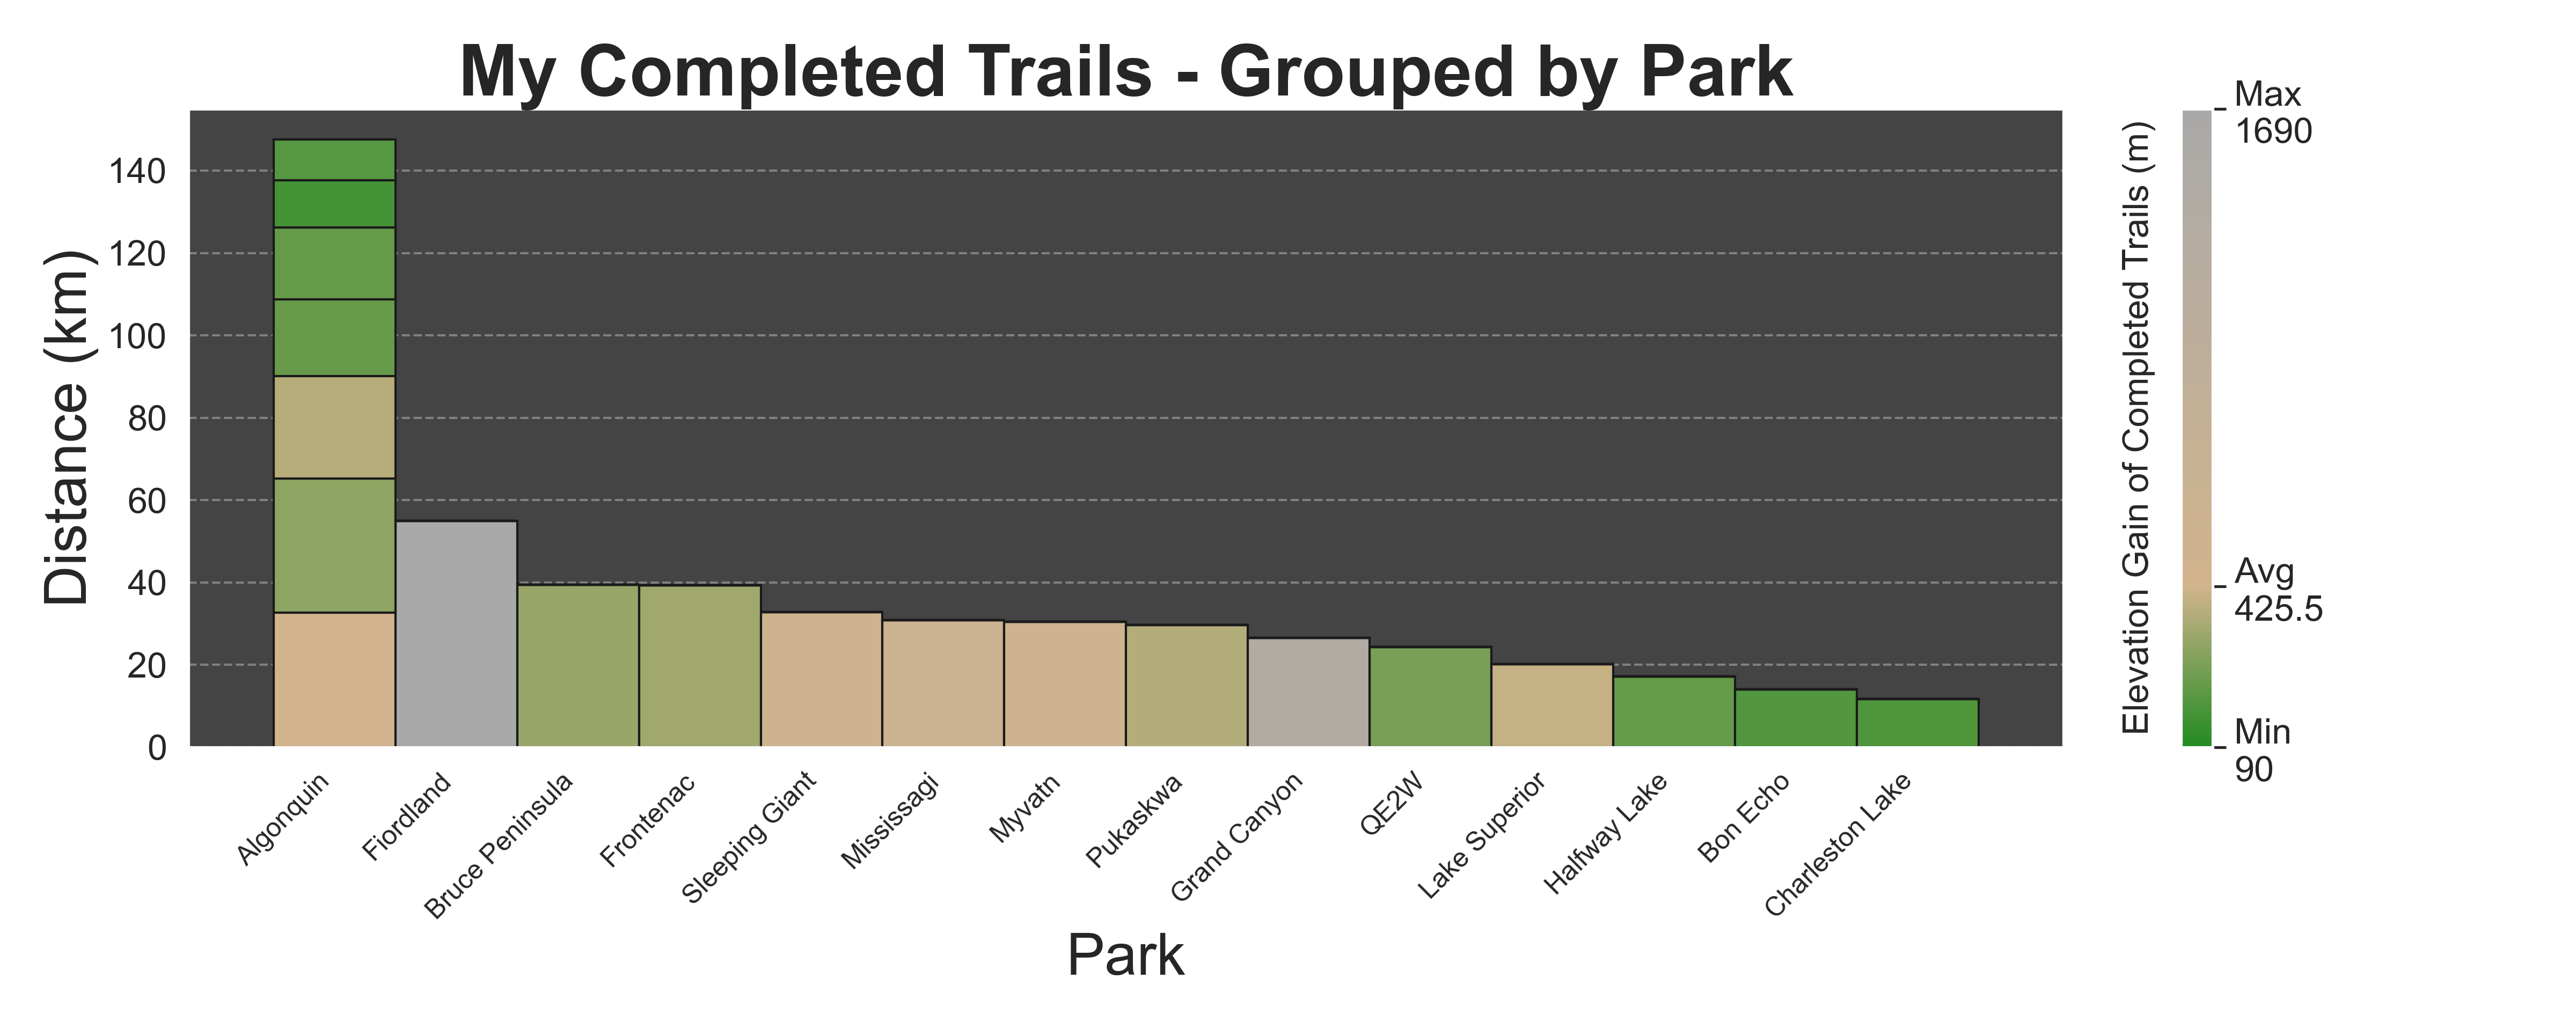 My Completed Trails - Grouped by Park
Distance (km)
140
120
100
80
60
40
20
0
Algonquin
Fiordland
Bruce Peninsula
Frontenac
Sleeping Giant
Mississagi
Myvatn
Pukaskwa
Grand Canyon
QE2W
Lake Superior
Halfway Lake
Bon Echo
Charleston Lake
Park
Elevation Gain of Completed Trails (m)
Max
1690
Avg
425.5
Min
90